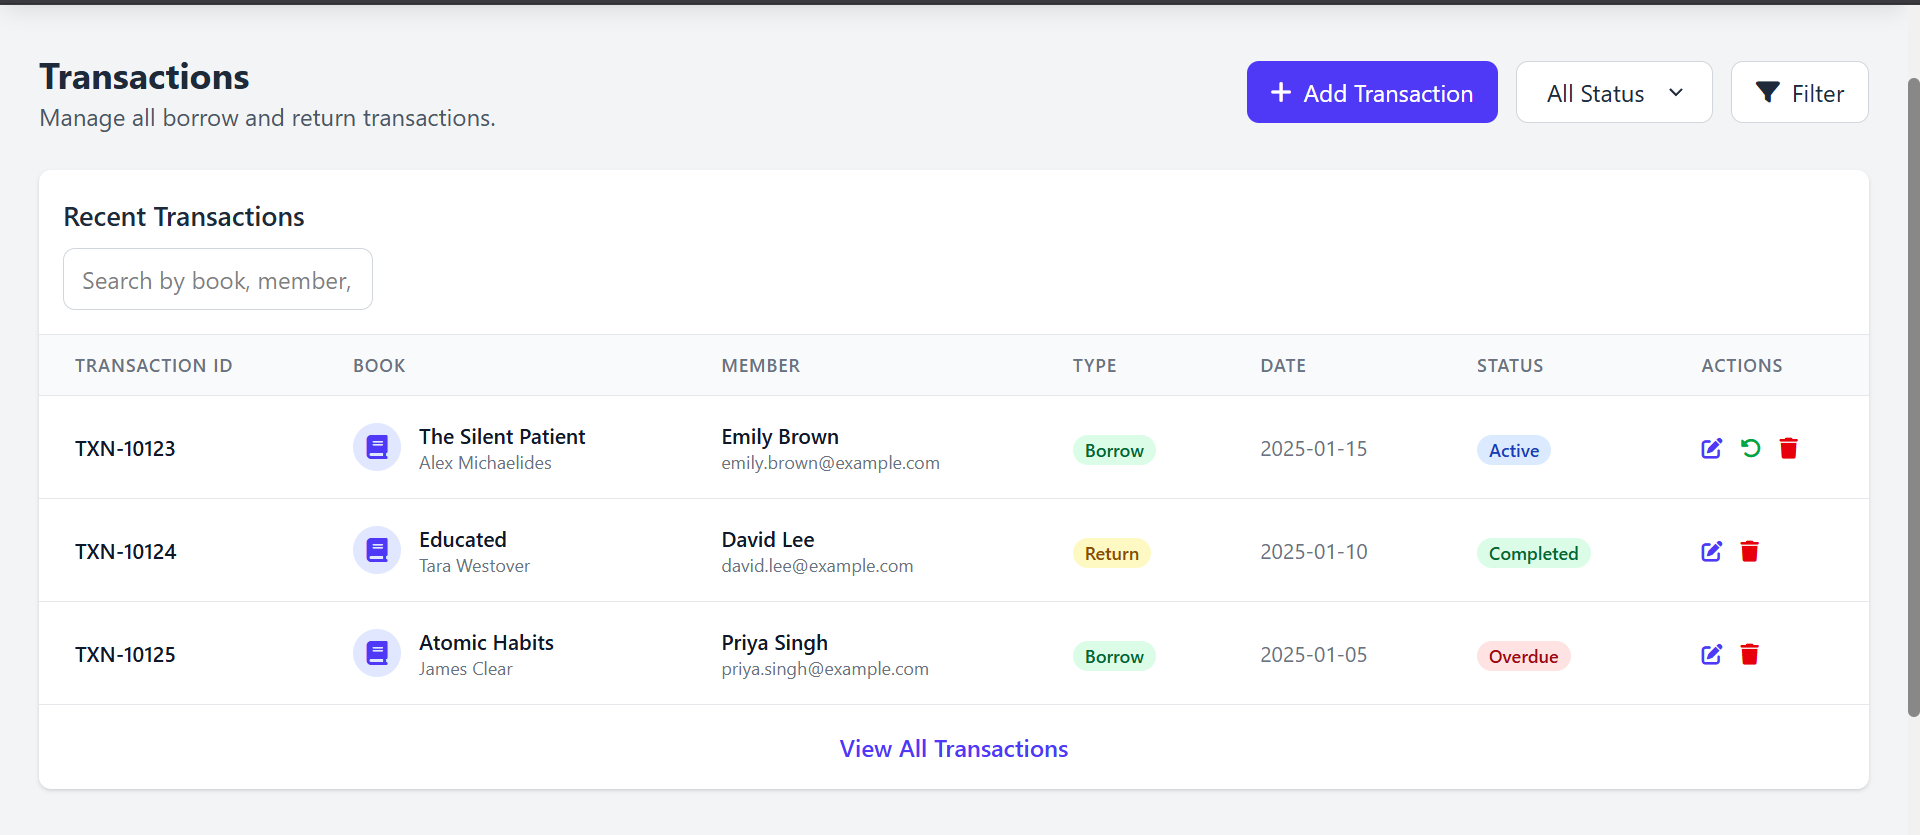 Transactions
Manage all borrow and return transactions.
Add Transaction
All Status
Filter
Recent Transactions
Search by book, member,
TRANSACTION ID BOOK MEMBER TYPE DATE STATUS ACTIONS
TXN-10123 The Silent Patient Emily Brown Borrow 2025-01-15 Active
Alex Michaelides emily.brown@example.com
TXN-10124 Educated David Lee Return 2025-01-10 Completed
Tara Westover david.lee@example.com
TXN-10125 Atomic Habits Priya Singh Borrow 2025-01-05 Overdue
James Clear priya.singh@example.com
View All Transactions